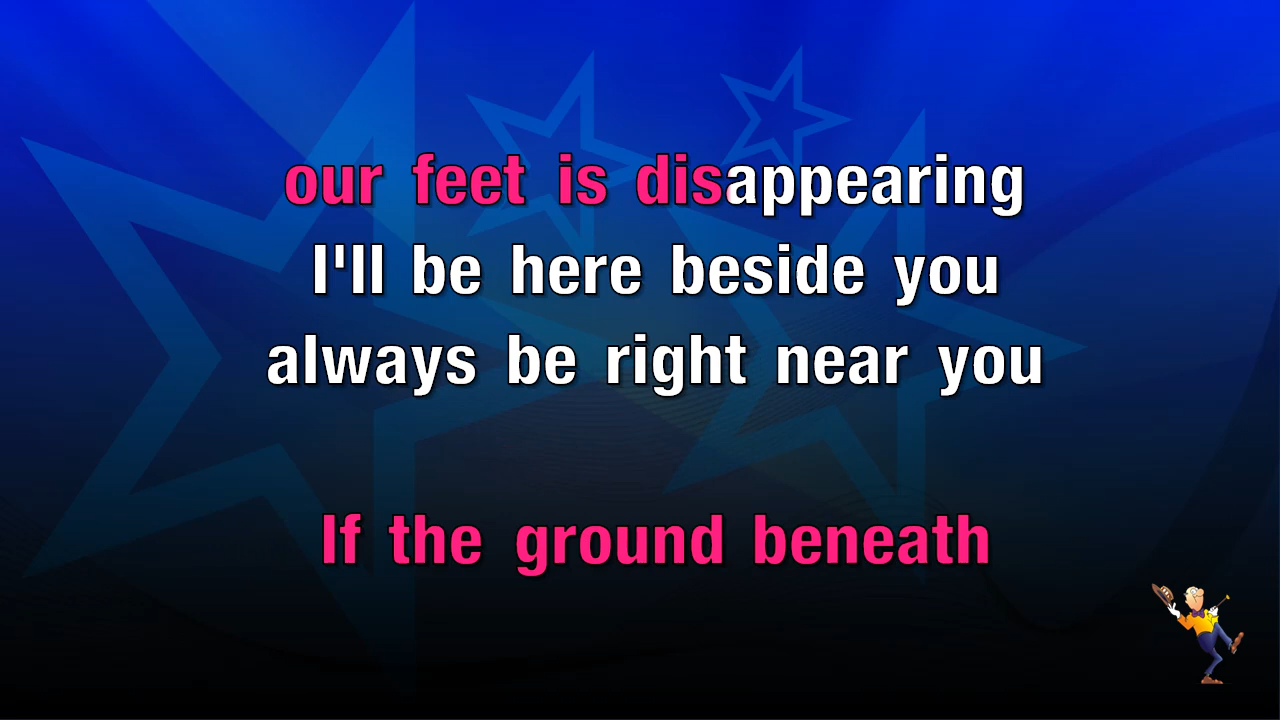 our feet is disappearing
I'll be here beside you
always be right near you
If the ground beneath